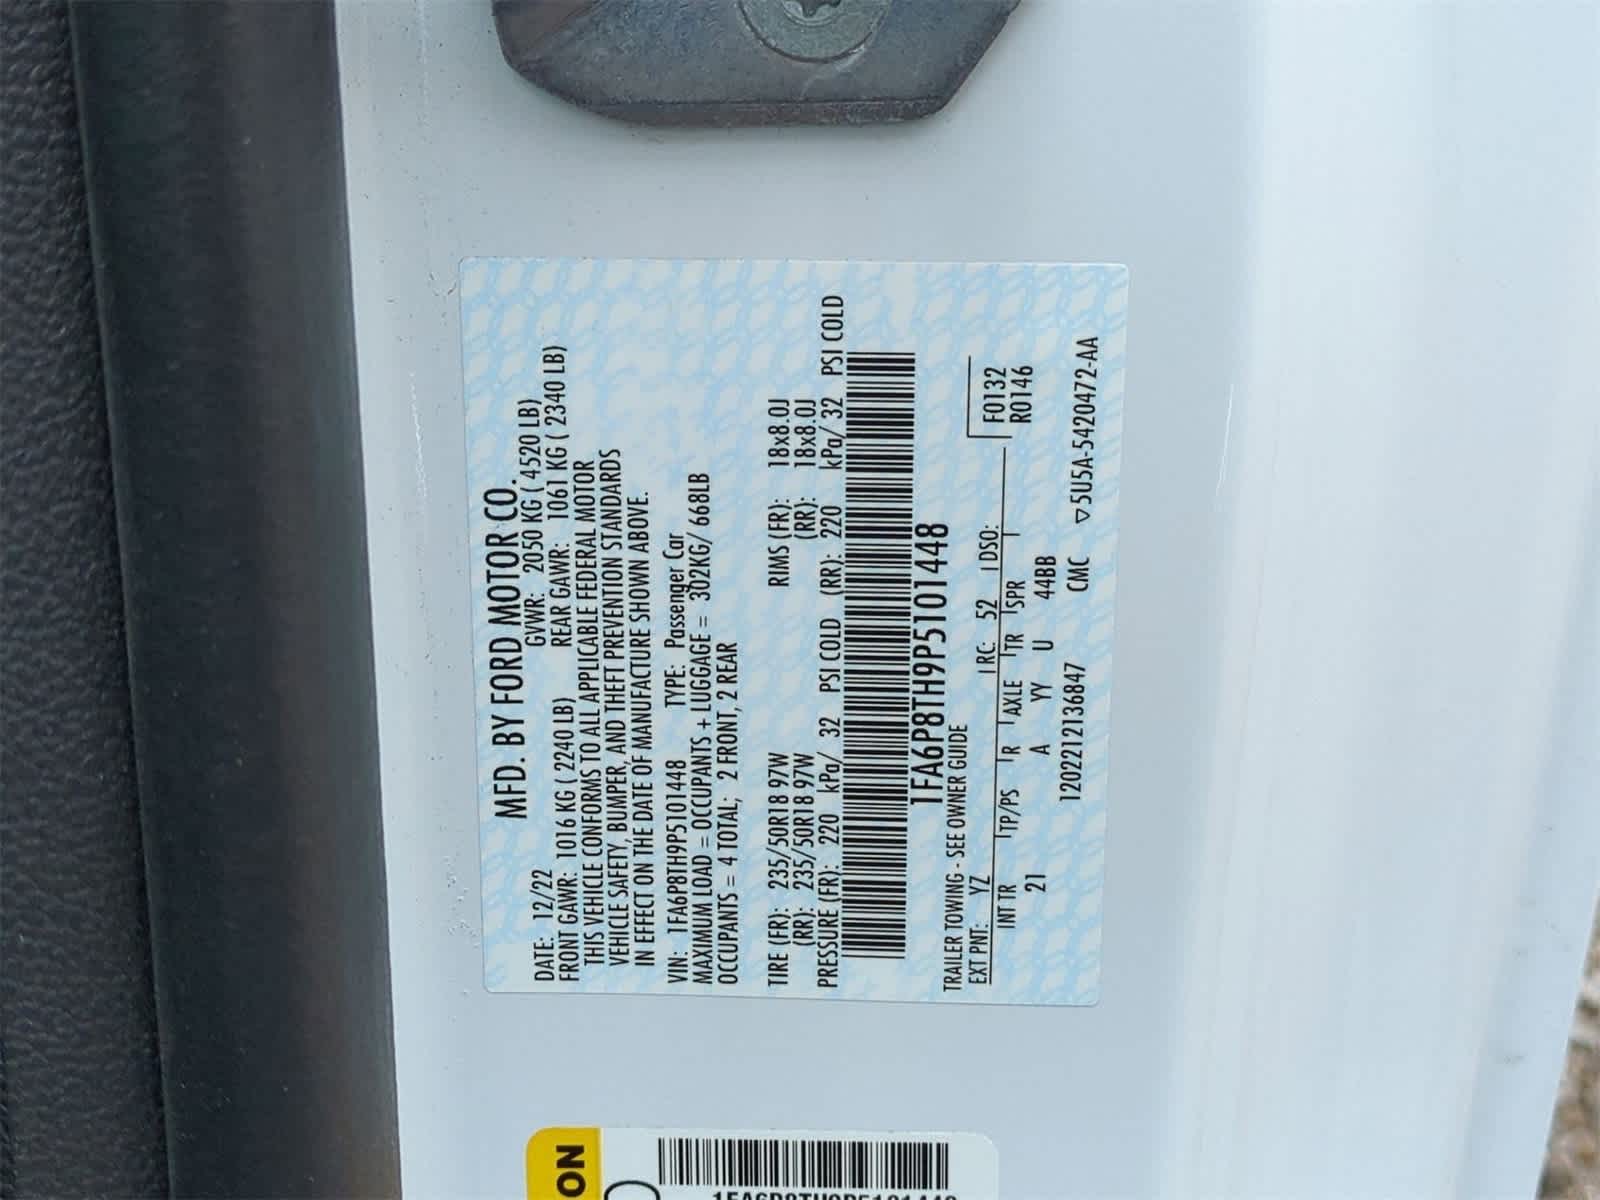 MFD. BY FORD MOTOR CO.
DATE: 12/22 GVWR: 2050 KG ( 4520 LB)
FRONT GAWR: 1016 KG ( 2240 LB) REAR GAWR: 1061 KG ( 2340 LB)
THIS VEHICLE CONFORMS TO ALL APPLICABLE FEDERAL MOTOR
VEHICLE SAFETY, BUMPER, AND THEFT PREVENTION STANDARDS
IN EFFECT ON THE DATE OF MANUFACTURE SHOWN ABOVE.
VIN: 1FA6P8TH9P5101448 TYPE: Passenger Car
MAXIMUM LOAD = OCCUPANTS + LUGGAGE = 302KG/ 668LB
OCCUPANTS = 4 TOTAL; 2 FRONT, 2 REAR
TIRE (FR): 235/50R18 97W RIMS (FR): 18x8.0J
(RR): 235/50R18 97W (RR): 18x8.0J
PRESSURE (FR): 220 kPa/ 32 PSI COLD (RR): 220 kPa/ 32 PSI COLD
1FA6P8TH9P5101448
TRAILER TOWING - SEE OWNER GUIDE
EXT PNT: YZ RC: 52 DSO: F0132
R0146
INT TR TP/PS R AXLE TR SPR
21 A YY U 44BB
1202212136847 CMC ▽5U5A-5420472-AA
ON
1FA6P8TH9P5101448